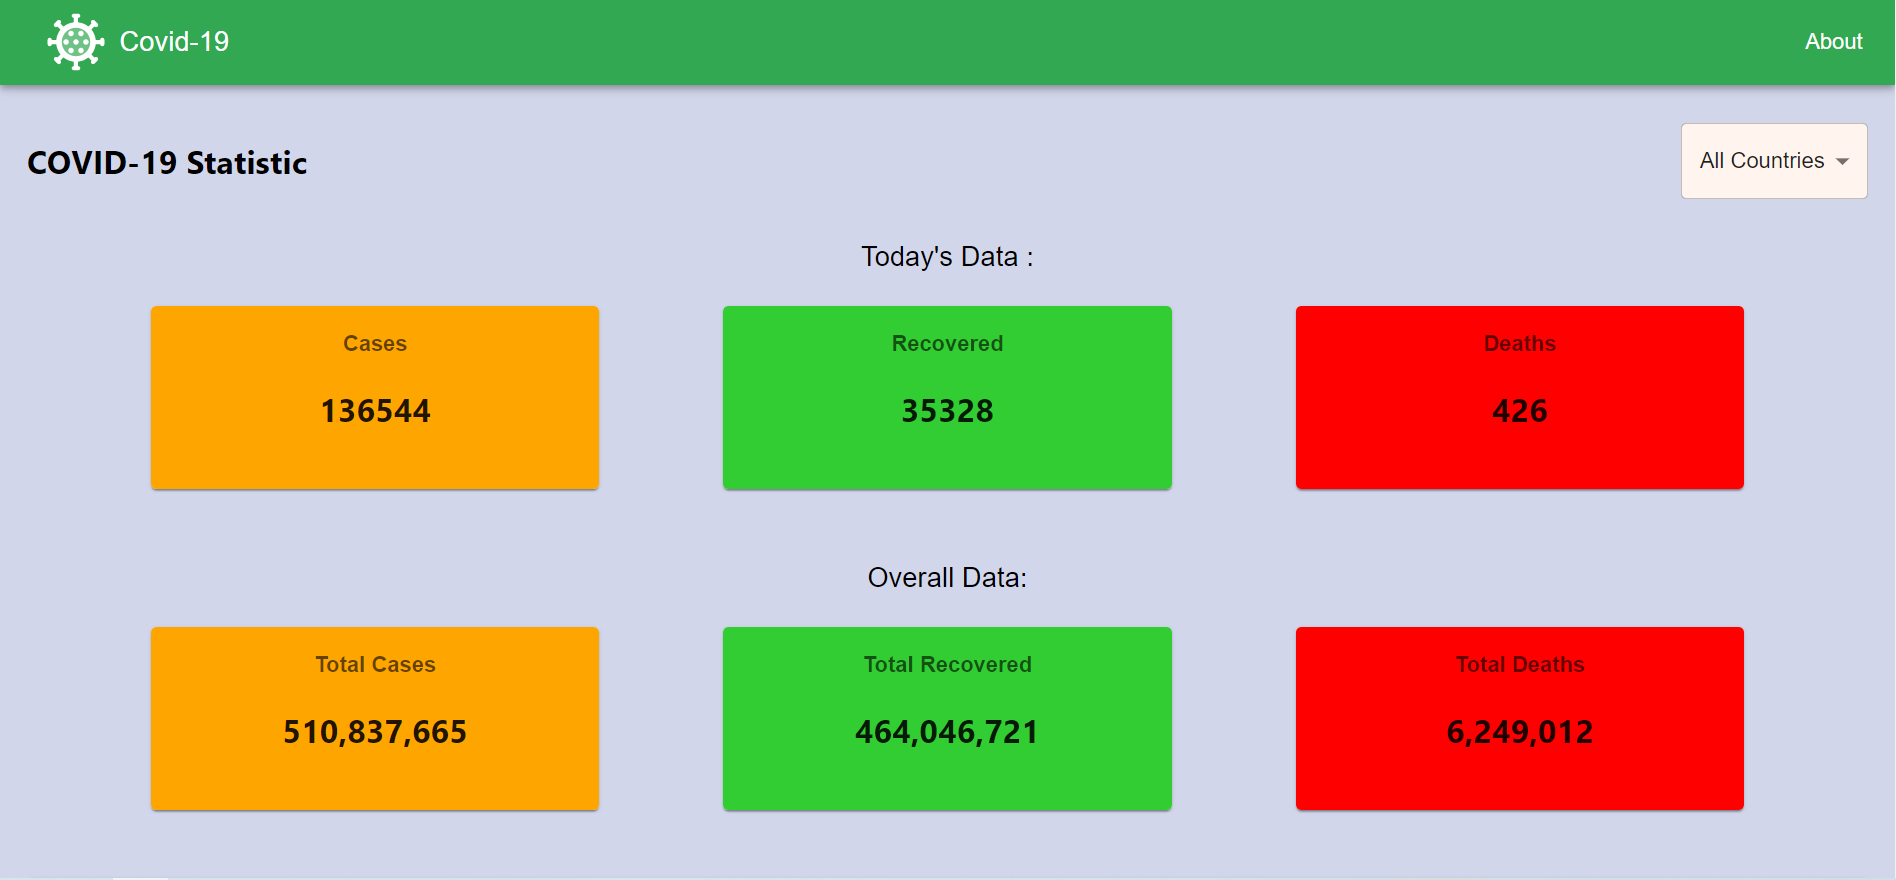 Covid-19
About
COVID-19 Statistic
All Countries
Today's Data :
Cases
Recovered
Deaths
136544
35328
426
Overall Data:
Total Cases
Total Recovered
Total Deaths
510,837,665
464,046,721
6,249,012